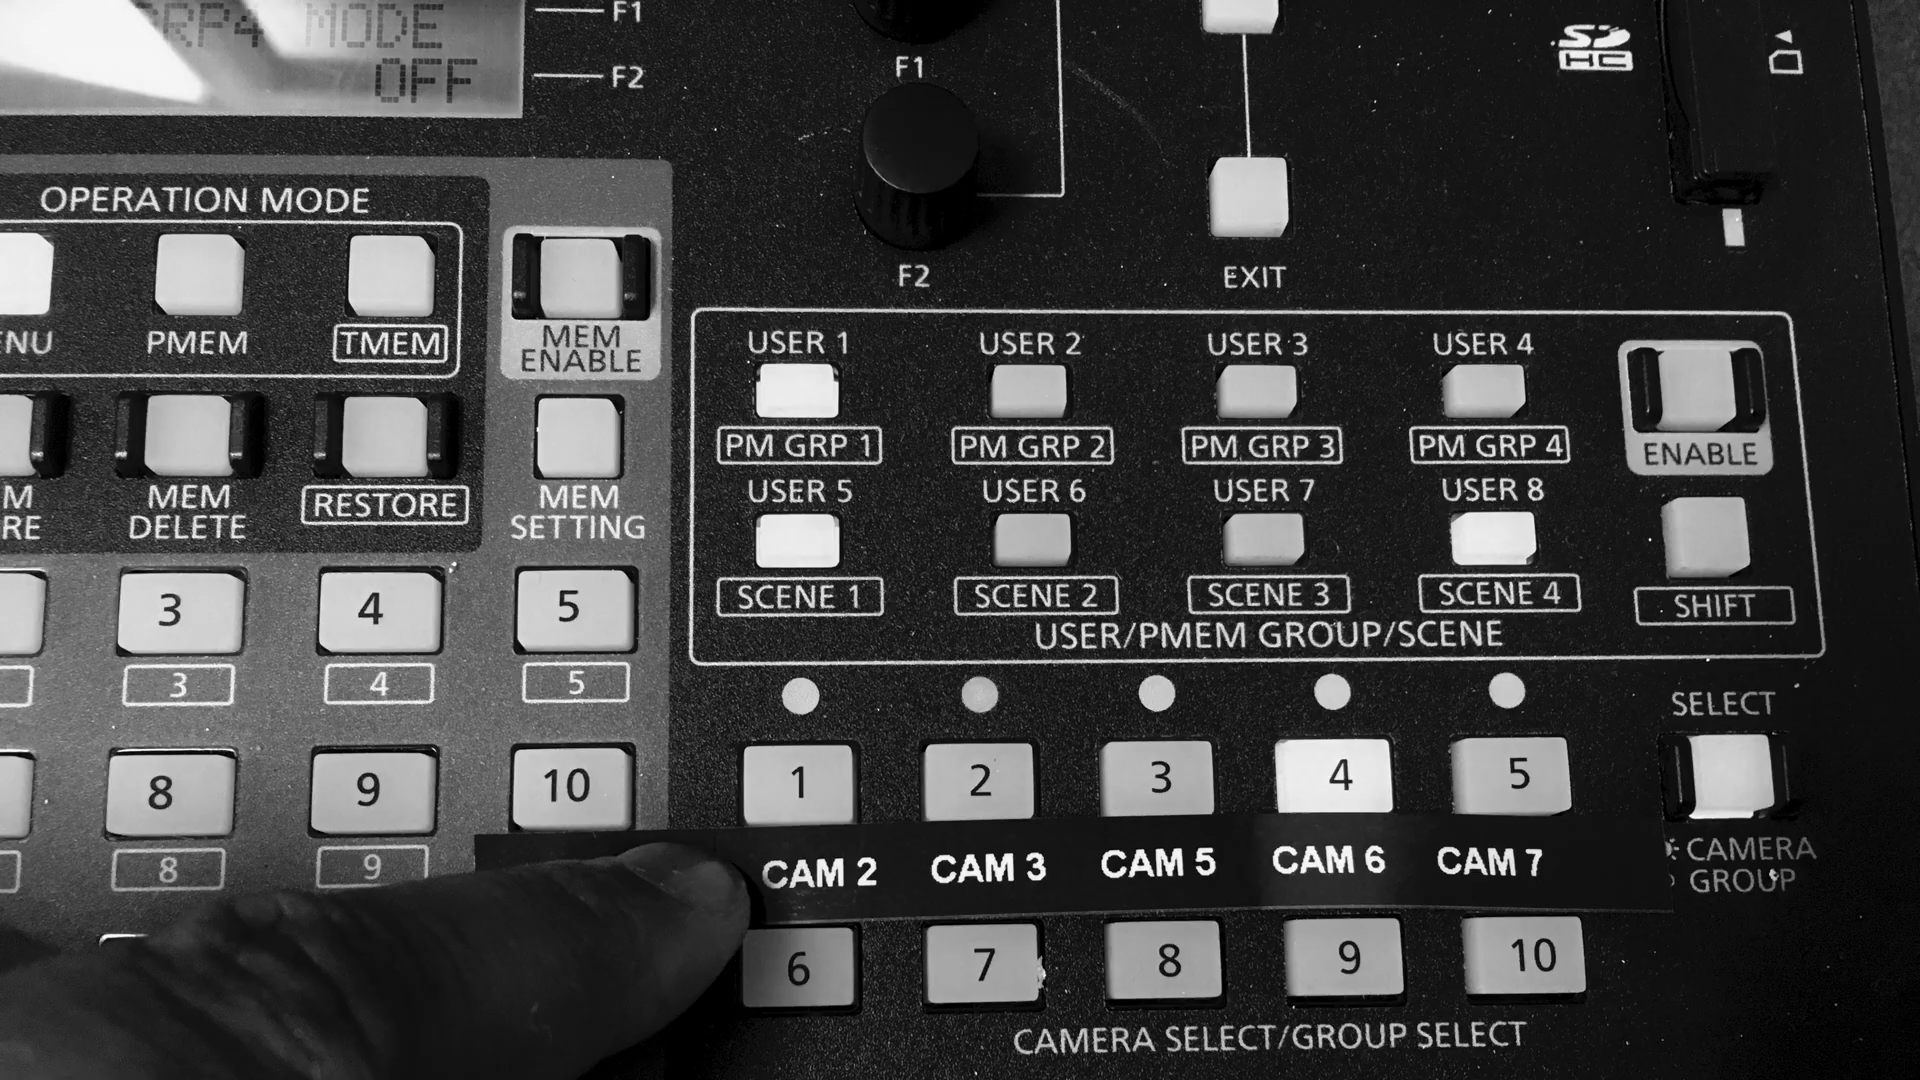 GRP4 MODE
OFF
F1
F2
F1
F2
EXIT
SD
HC
OPERATION MODE
PMEM
TMEM
MEM
ENABLE
MEM
DELETE
RESTORE
MEM
SETTING
3
4
5
3
4
5
8
9
10
8
9
USER 1
USER 2
USER 3
USER 4
PM GRP 1
PM GRP 2
PM GRP 3
PM GRP 4
ENABLE
USER 5
USER 6
USER 7
USER 8
SCENE 1
SCENE 2
SCENE 3
SCENE 4
SHIFT
USER/PMEM GROUP/SCENE
SELECT
1
2
3
4
5
CAM 2
CAM 3
CAM 5
CAM 6
CAM 7
CAMERA
GROUP
6
7
8
9
10
CAMERA SELECT/GROUP SELECT